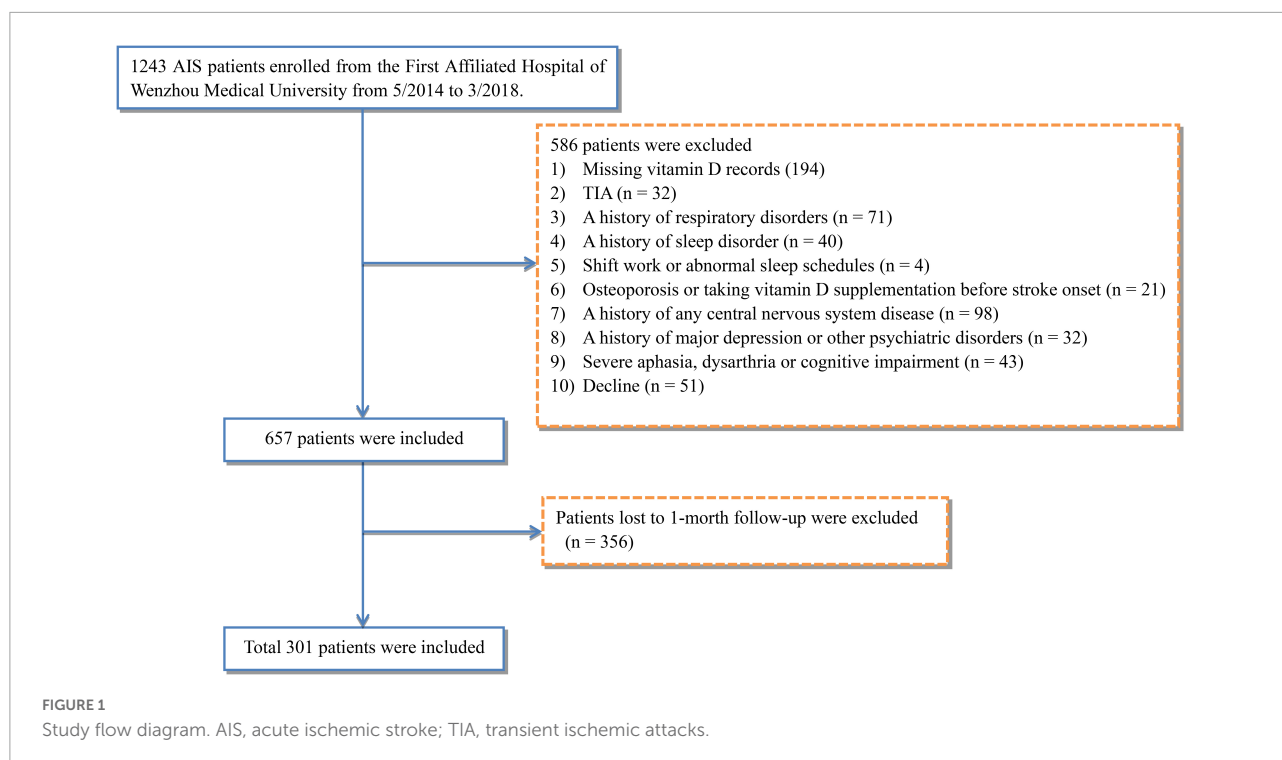 1243 AIS patients enrolled from the First Affiliated Hospital of
Wenzhou Medical University from 5/2014 to 3/2018.
586 patients were excluded
1) Missing vitamin D records (194)
2) TIA (n = 32)
3) A history of respiratory disorders (n = 71)
4) A history of sleep disorder (n = 40)
5) Shift work or abnormal sleep schedules (n = 4)
6) Osteoporosis or taking vitamin D supplementation before stroke onset (n = 21)
7) A history of any central nervous system disease (n = 98)
8) A history of major depression or other psychiatric disorders (n = 32)
9) Severe aphasia, dysarthria or cognitive impairment (n = 43)
10) Decline (n = 51)
657 patients were included
Patients lost to 1-month follow-up were excluded
(n = 356)
Total 301 patients were included
FIGURE 1
Study flow diagram. AIS, acute ischemic stroke; TIA, transient ischemic attacks.